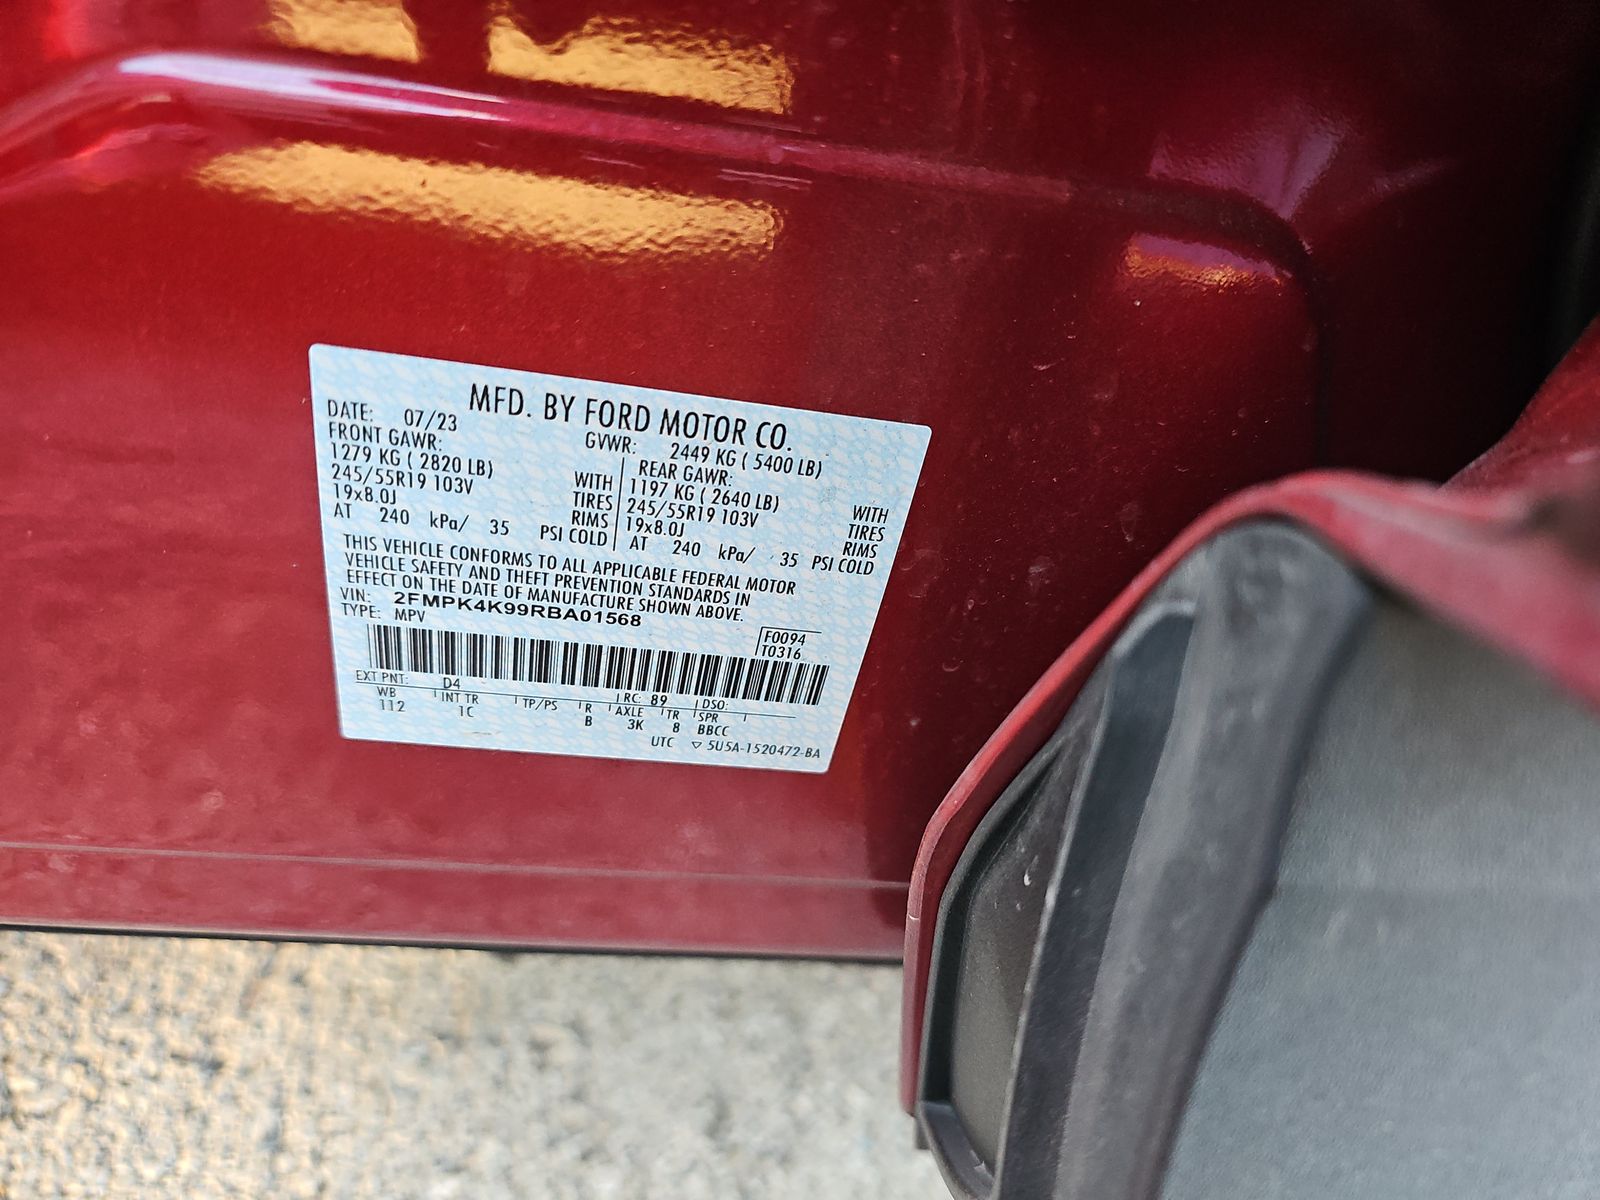 MFD. BY FORD MOTOR CO.
DATE: 07/23 GVWR: 2449 KG ( 5400 LB)
FRONT GAWR: REAR GAWR:
1279 KG ( 2820 LB) WITH 1197 KG ( 2640 LB) WITH
245/55R19 103V TIRES 245/55R19 103V TIRES
19x8.0J RIMS 19x8.0J RIMS
AT 240 kPa/ 35 PSI COLD AT 240 kPa/ 35 PSI COLD
THIS VEHICLE CONFORMS TO ALL APPLICABLE FEDERAL MOTOR
VEHICLE SAFETY AND THEFT PREVENTION STANDARDS IN
EFFECT ON THE DATE OF MANUFACTURE SHOWN ABOVE.
VIN: 2FMPK4K99RBA01568
TYPE: MPV
F0094
T0316
EXT PNT: D4 RC: 89 DSO:
WB INT TR TP/PS R AXLE TR SPR
112 1C B 3K 8 BBCC
UTC ▽ 5U5A-1520472-BA